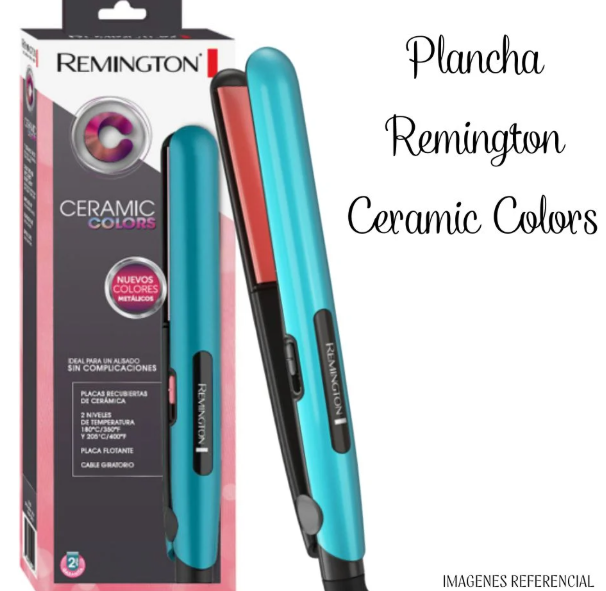 REMINGTON
CERAMIC
COLORS
NUEVOS
COLORES
METÁLICOS
IDEAL PARA UN ALISADO
SIN COMPLICACIONES
PLACAS RECUBIERTAS
DE CERÁMICA
2 NIVELES
DE TEMPERATURA
180°C/350°F
Y 205°C/400°F
PLACA FLOTANTE
CABLE GIRATORIO
2
REMINGTON
REMINGTON
Plancha
Remington
Ceramic Colors
IMAGENES REFERENCIAL